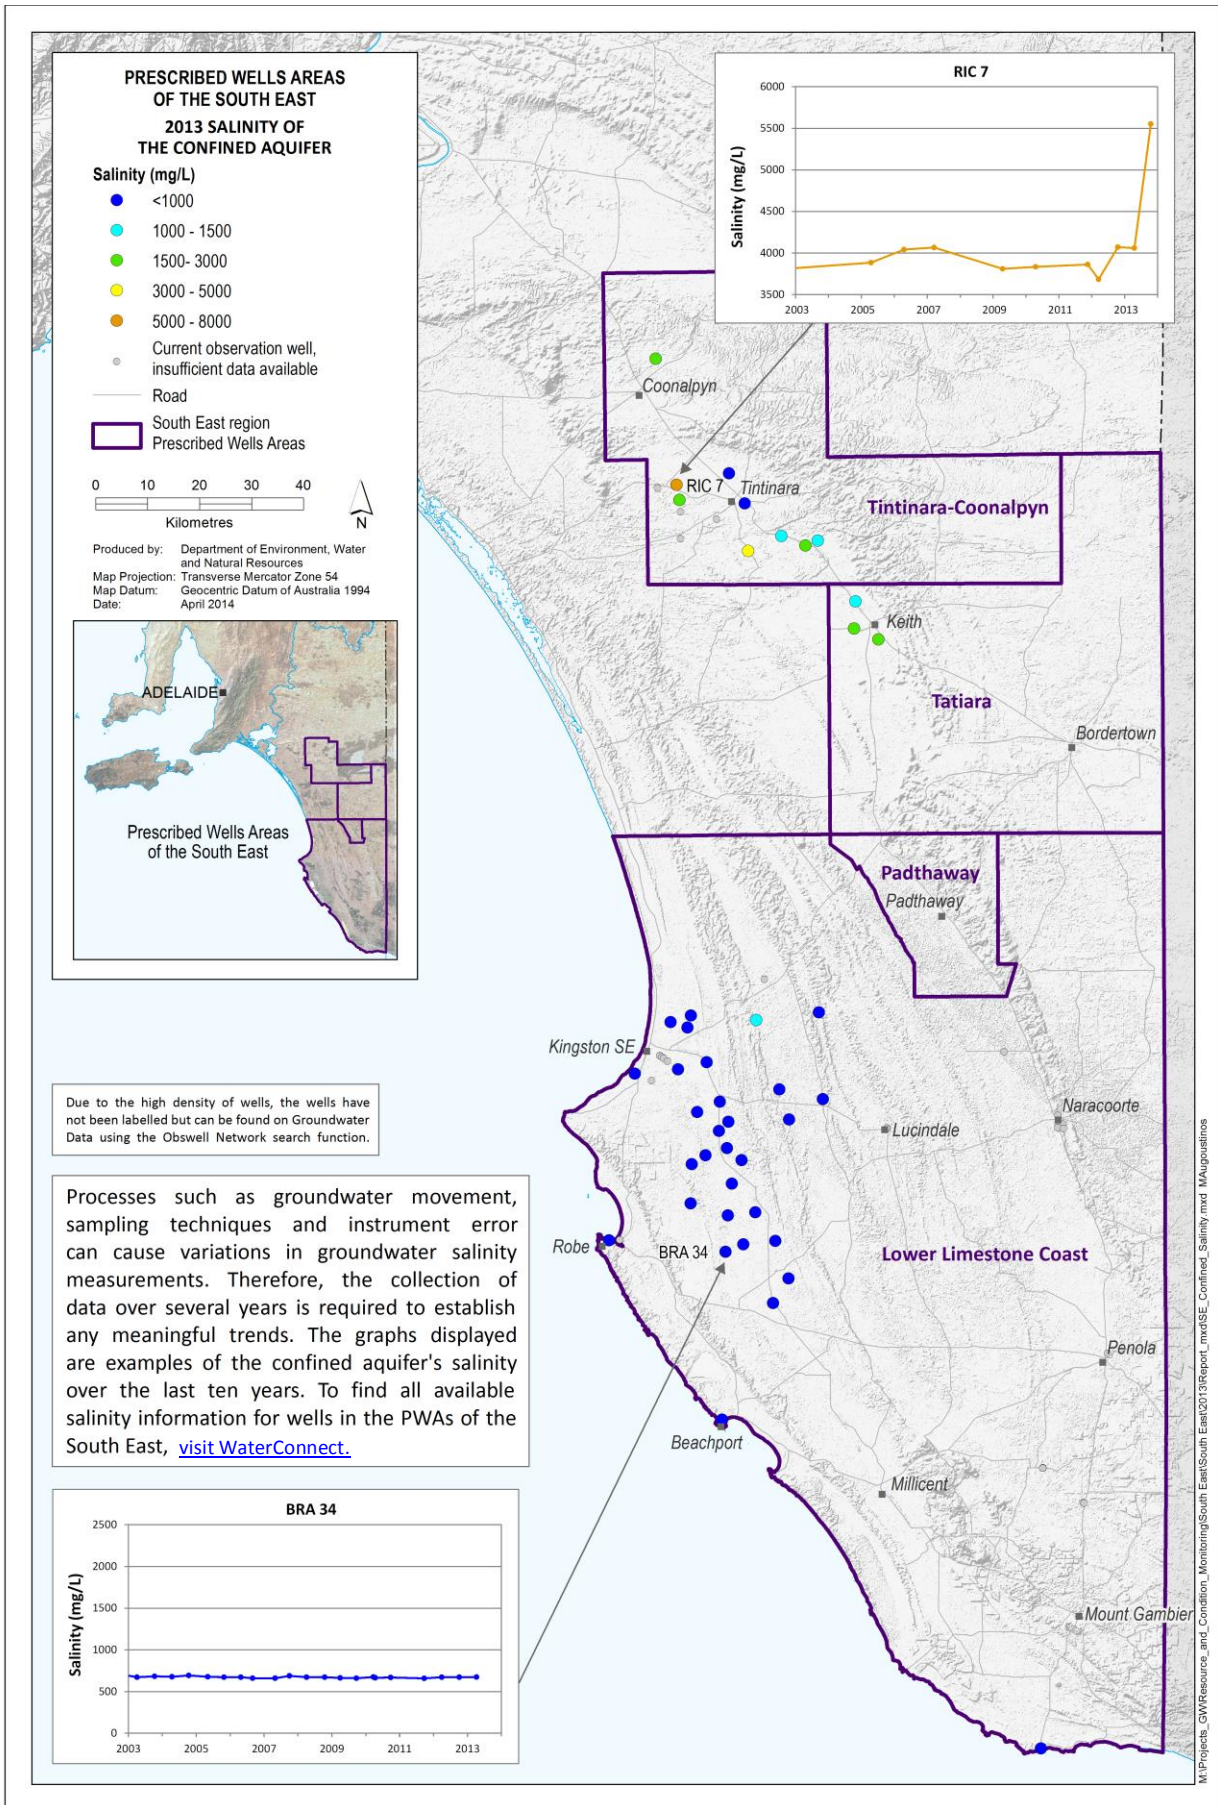 PRESCRIBED WELLS AREAS
OF THE SOUTH EAST
2013 SALINITY OF
THE CONFINED AQUIFER
Salinity (mg/L)
<1000
1000 - 1500
1500- 3000
3000 - 5000
5000 - 8000
Current observation well,
insufficient data available
Road
South East region
Prescribed Wells Areas
0 10 20 30 40
Kilometres
N
Produced by: Department of Environment, Water
and Natural Resources
Map Projection: Transverse Mercator Zone 54
Map Datum: Geocentric Datum of Australia 1994
Date: April 2014
ADELAIDE
Prescribed Wells Areas
of the South East
RIC 7
Salinity (mg/L)
6000
5500
5000
4500
4000
3500
2003 2005 2007 2009 2011 2013
Coonalpyn
RIC 7
Tintinara
Tintinara-Coonalpyn
Keith
Tatiara
Bordertown
Padthaway
Padthaway
Kingston SE
Naracoorte
Lucindale
Robe
BRA 34
Lower Limestone Coast
Penola
Beachport
Millicent
Mount Gambier
Due to the high density of wells, the wells have
not been labelled but can be found on Groundwater
Data using the Obswell Network search function.
Processes such as groundwater movement,
sampling techniques and instrument error
can cause variations in groundwater salinity
measurements. Therefore, the collection of
data over several years is required to establish
any meaningful trends. The graphs displayed
are examples of the confined aquifer's salinity
over the last ten years. To find all available
salinity information for wells in the PWAs of the
South East, visit WaterConnect.
BRA 34
Salinity (mg/L)
2500
2000
1500
1000
500
0
2003 2005 2007 2009 2011 2013
M:\Projects_GW\Resource_and_Condition_Monitoring\South East\South East\2013\Report_mxd\SE_Confined_Salinity.mxd MAugoustinos